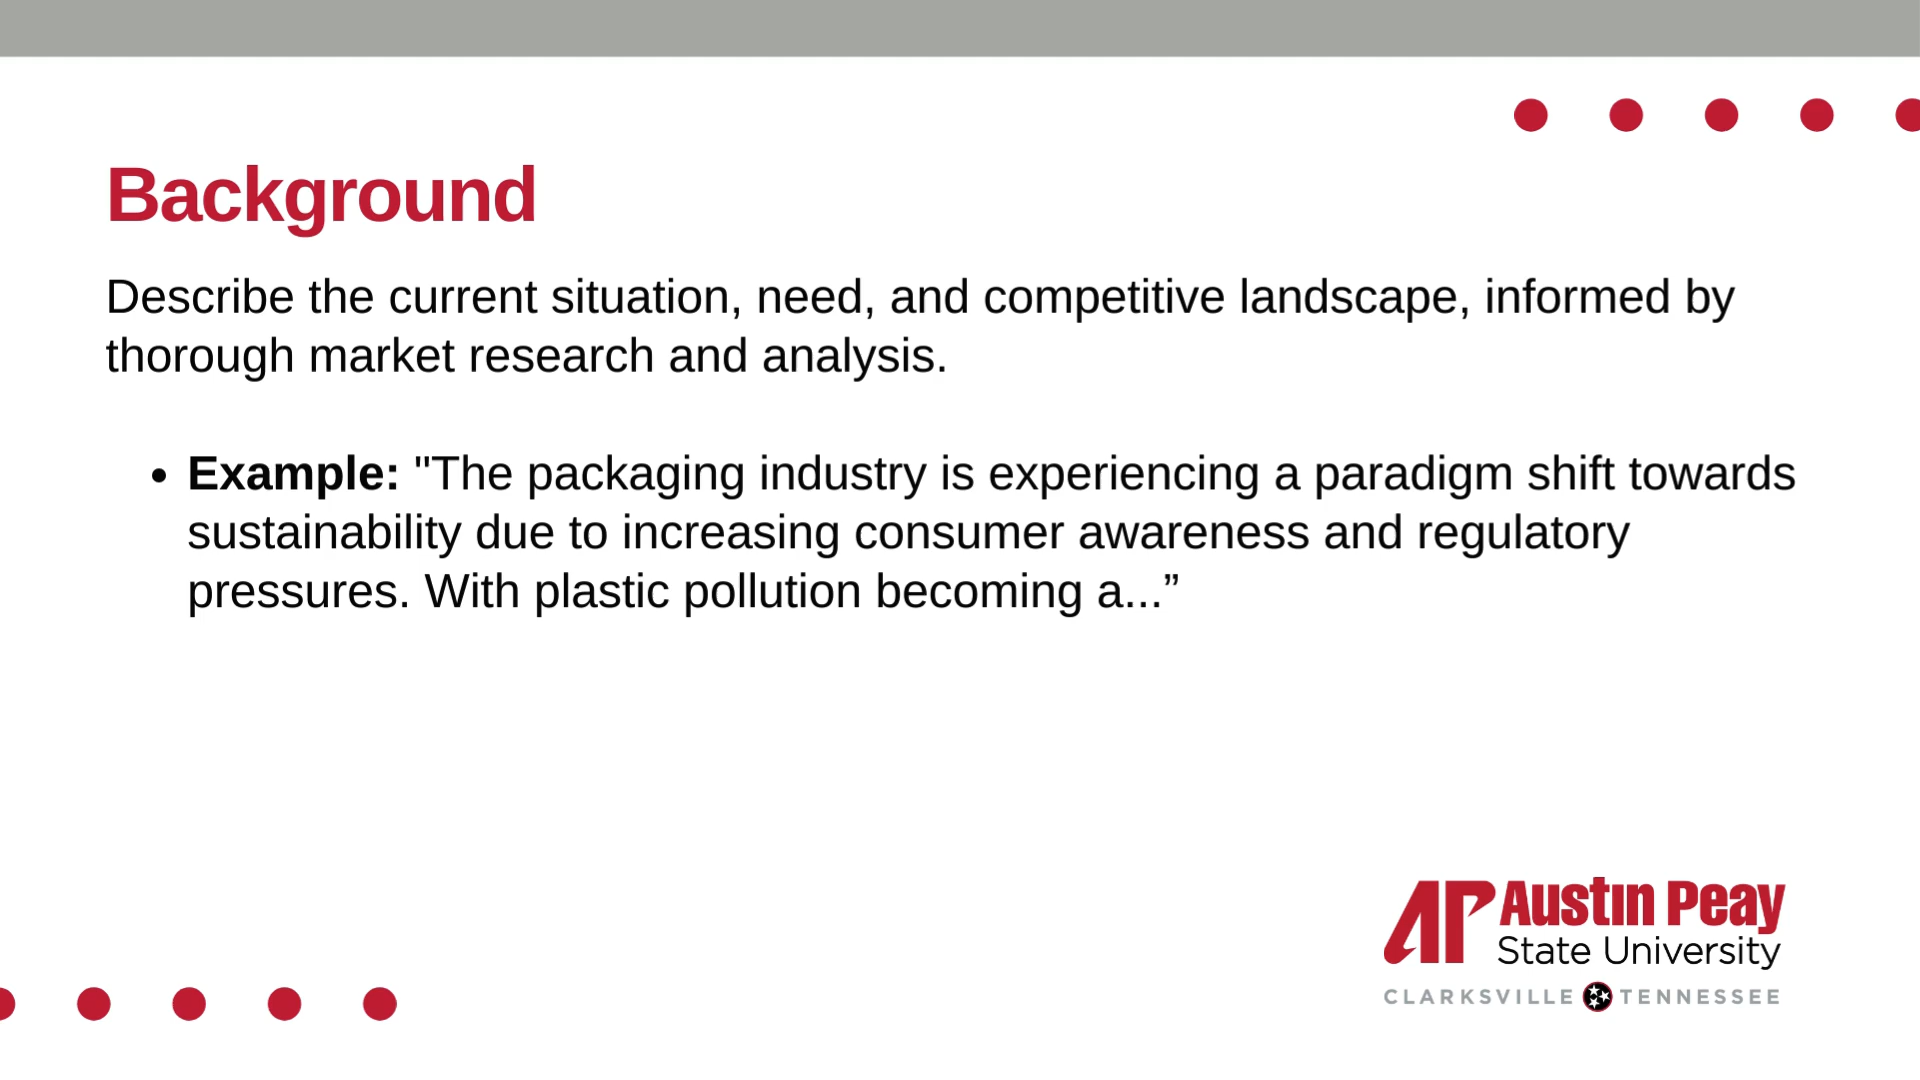 Background
Describe the current situation, need, and competitive landscape, informed by
thorough market research and analysis.
• Example: "The packaging industry is experiencing a paradigm shift towards
sustainability due to increasing consumer awareness and regulatory
pressures. With plastic pollution becoming a...”
AP Austin Peay
State University
CLARKSVILLE TENNESSEE